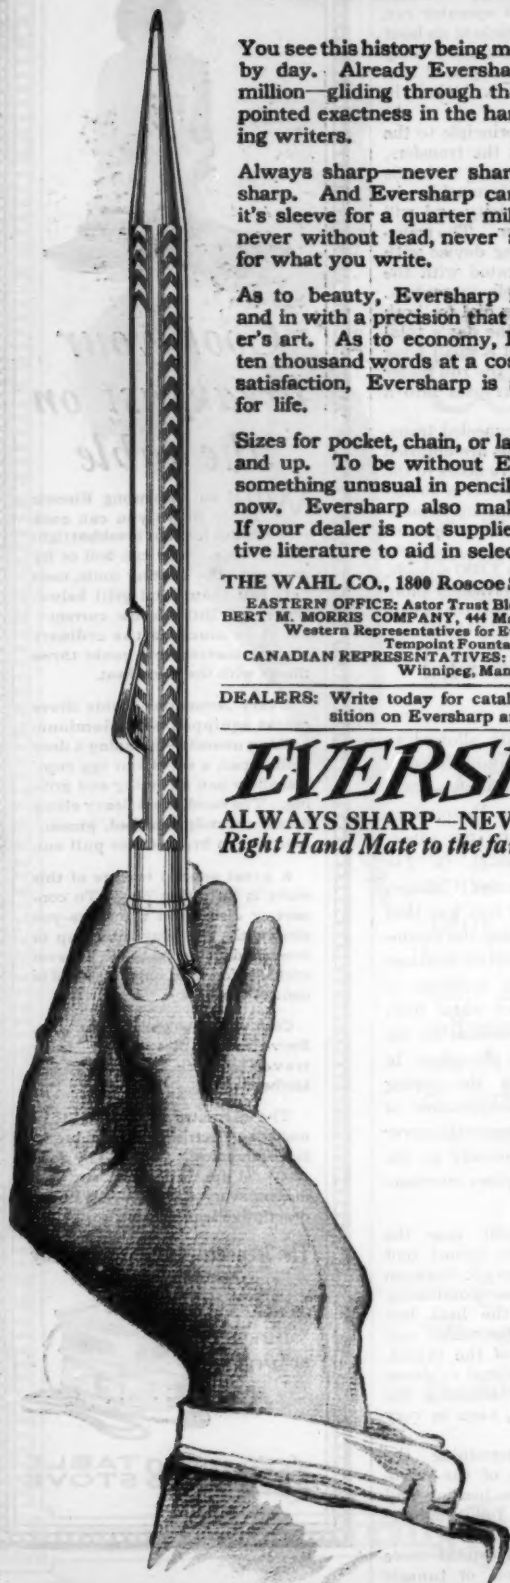 You see this history being m
by day. Already Eversha
million—gliding through th
pointed exactness in the ha
ing writers.
Always sharp—never shar
sharp. And Eversharp ca
it's sleeve for a quarter mil
never without lead, never
for what you write.
As to beauty, Eversharp
and in with a precision that
er's art. As to economy,
ten thousand words at a co
satisfaction, Eversharp is
for life.
Sizes for pocket, chain, or la
and up. To be without E
something unusual in pencil
now. Eversharp also mal
If your dealer is not supplie
tive literature to aid in selec
THE WAHL CO., 1800 Roscoe
EASTERN OFFICE: Astor Trust Bl
BERT M. MORRIS COMPANY, 444 Ma
Western Representatives for E
Tempoint Founta
CANADIAN REPRESENTATIVES:
Winnipeg, Man
DEALERS: Write today for catal
sition on Eversharp a
EVERS
ALWAYS SHARP—NEV
Right Hand Mate to the fa